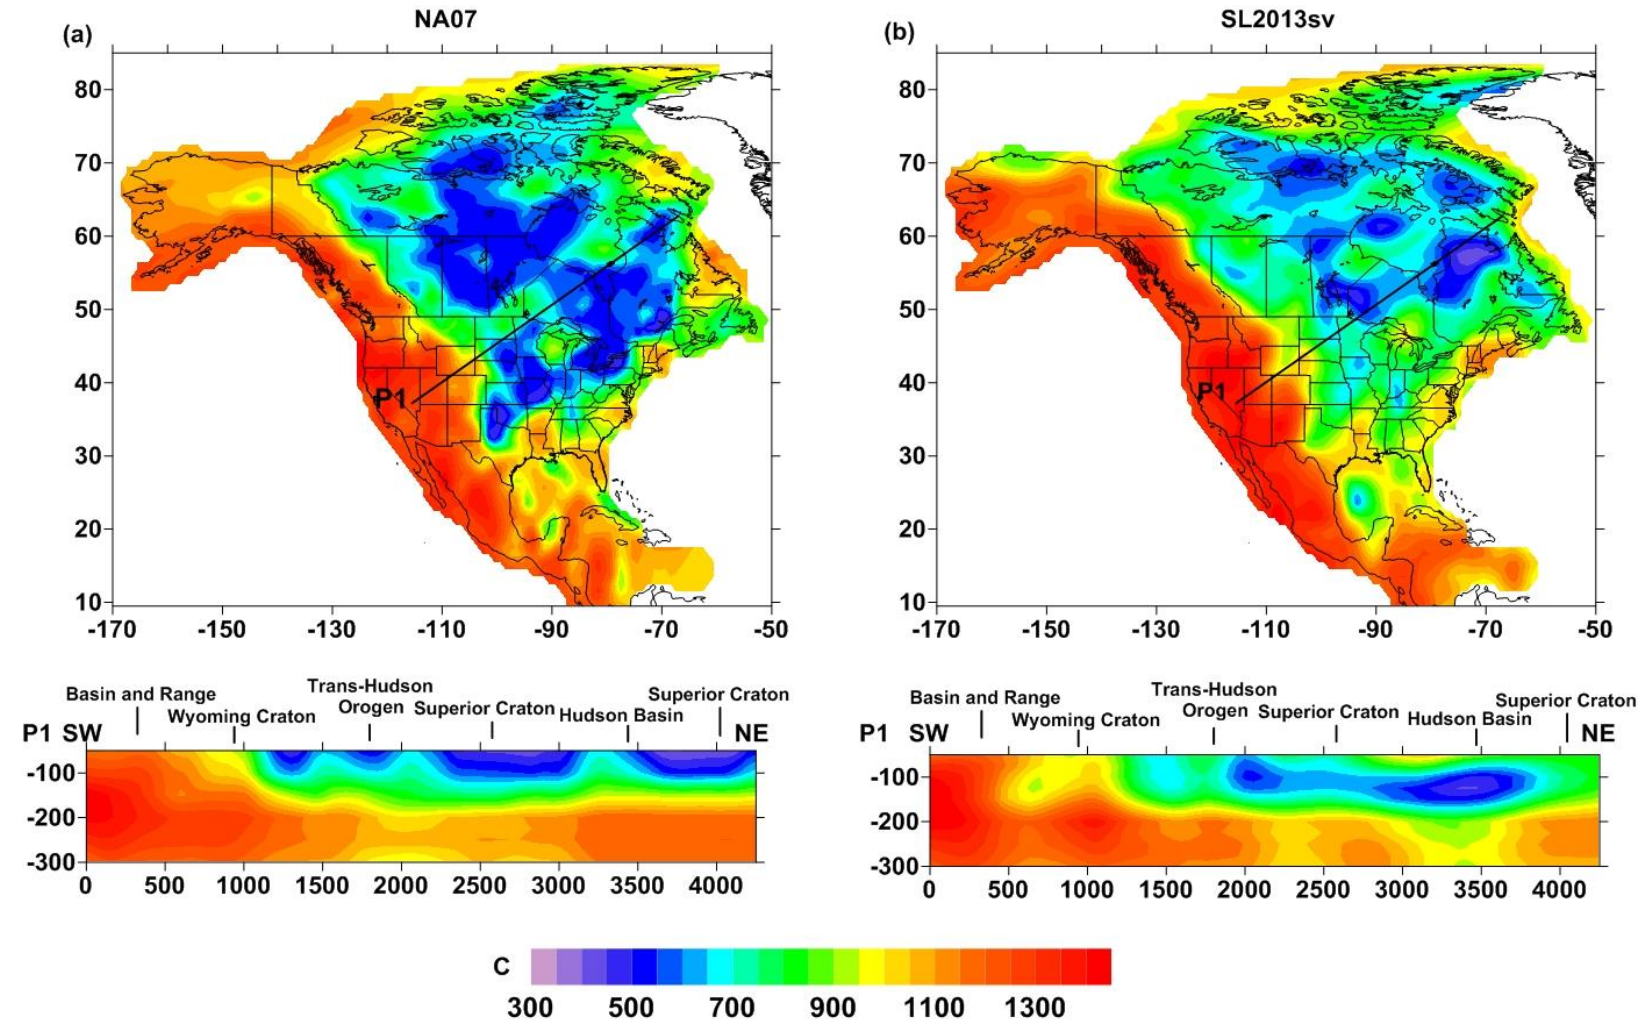 NA07
SL2013sv
(a)
(b)
80
70
60
50
40
30
20
10
P1
-170 -150 -130 -110 -90 -70 -50
80
70
60
50
40
30
20
10
P1
-170 -150 -130 -110 -90 -70 -50
Basin and Range
Wyoming Craton
Trans-Hudson
Orogen
Superior Craton
Hudson Basin
Superior Craton
P1 SW
NE
-100
-200
-300
0 500 1000 1500 2000 2500 3000 3500 4000
Basin and Range
Wyoming Craton
Trans-Hudson
Orogen
Superior Craton
Hudson Basin
Superior Craton
P1 SW
NE
-100
-200
-300
0 500 1000 1500 2000 2500 3000 3500 4000
C
300 500 700 900 1100 1300